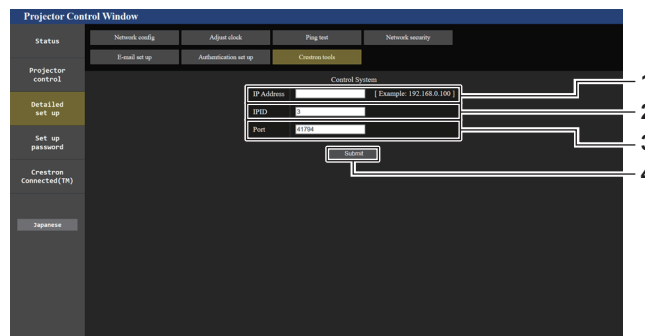 Projector Control Window
Status
Network config
Adjust clock
Ping test
Network security
E-mail set up
Authentication set up
Crestron tools
Projector
control
Detailed
set up
Set up
password
Crestron
Connected(TM)
Japanese
Control System
IP Address
[ Example: 192.168.0.100 ]
1
IPID
3
2
Port
41794
3
Submit
4